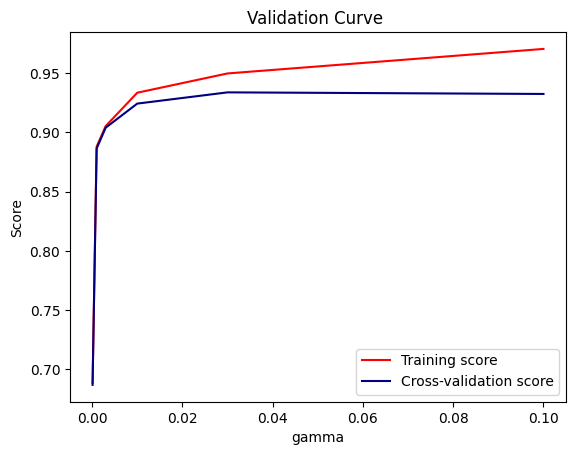 Validation Curve
Score
0.95
0.90
0.85
0.80
0.75
0.70
0.00 0.02 0.04 0.06 0.08 0.10
gamma
Training score
Cross-validation score